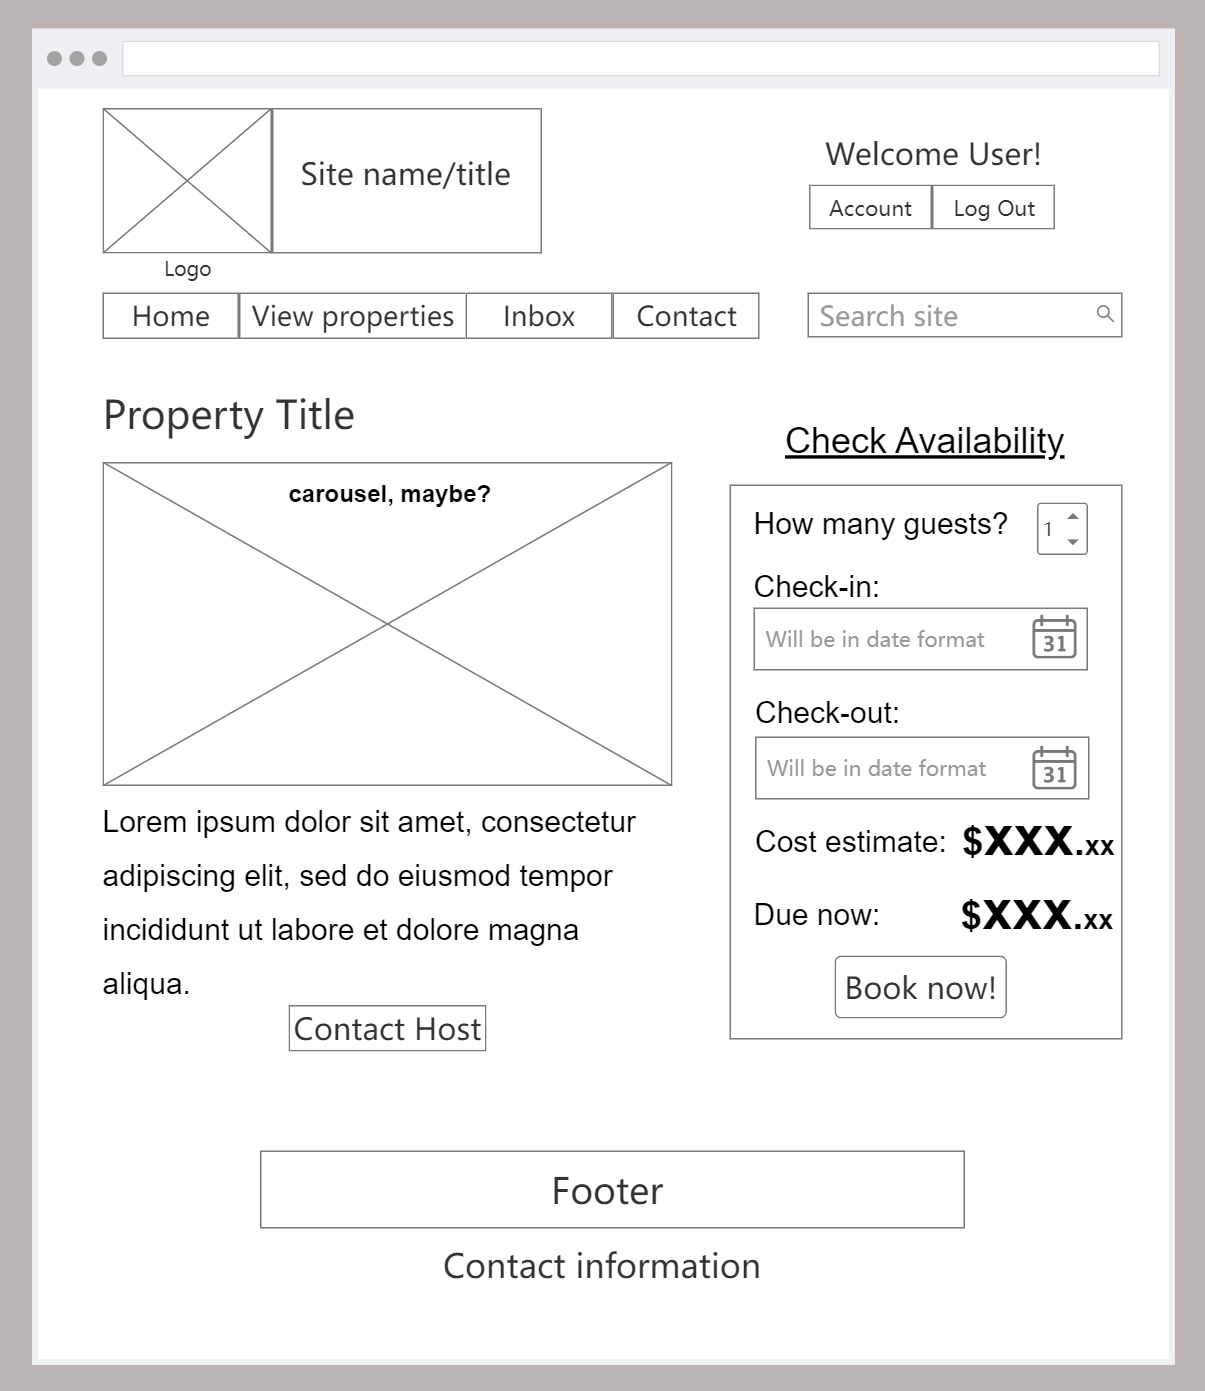 Site name/title
Welcome User!
Account
Log Out
Logo
Home
View properties
Inbox
Contact
Search site
Property Title
carousel, maybe?
Lorem ipsum dolor sit amet, consectetur
adipiscing elit, sed do eiusmod tempor
incididunt ut labore et dolore magna
aliqua.
Contact Host
Check Availability
How many guests?
1
Check-in:
Will be in date format
31
Check-out:
Will be in date format
31
Cost estimate: $XXX.xx
Due now: $XXX.xx
Book now!
Footer
Contact information